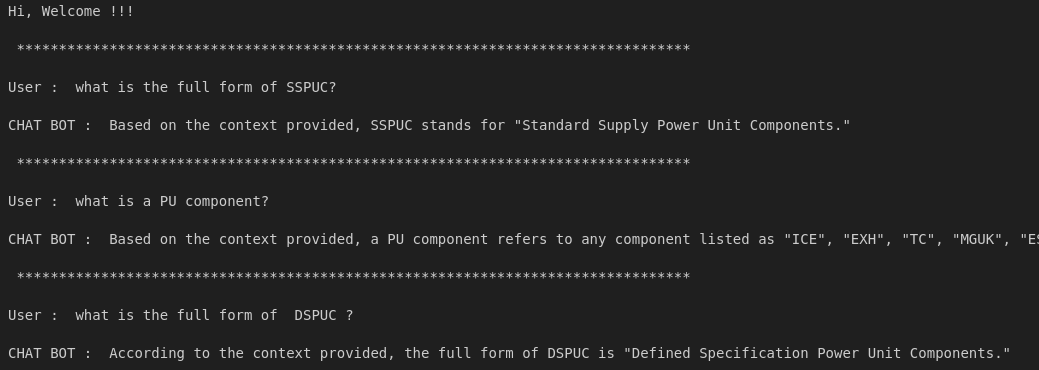 Hi, Welcome !!!
********************************************************************************
User :  what is the full form of SSPUC?
CHAT BOT :  Based on the context provided, SSPUC stands for "Standard Supply Power Unit Components."
********************************************************************************
User :  what is a PU component?
CHAT BOT :  Based on the context provided, a PU component refers to any component listed as "ICE", "EXH", "TC", "MGUK", "ES
********************************************************************************
User :  what is the full form of  DSPUC ?
CHAT BOT :  According to the context provided, the full form of DSPUC is "Defined Specification Power Unit Components."